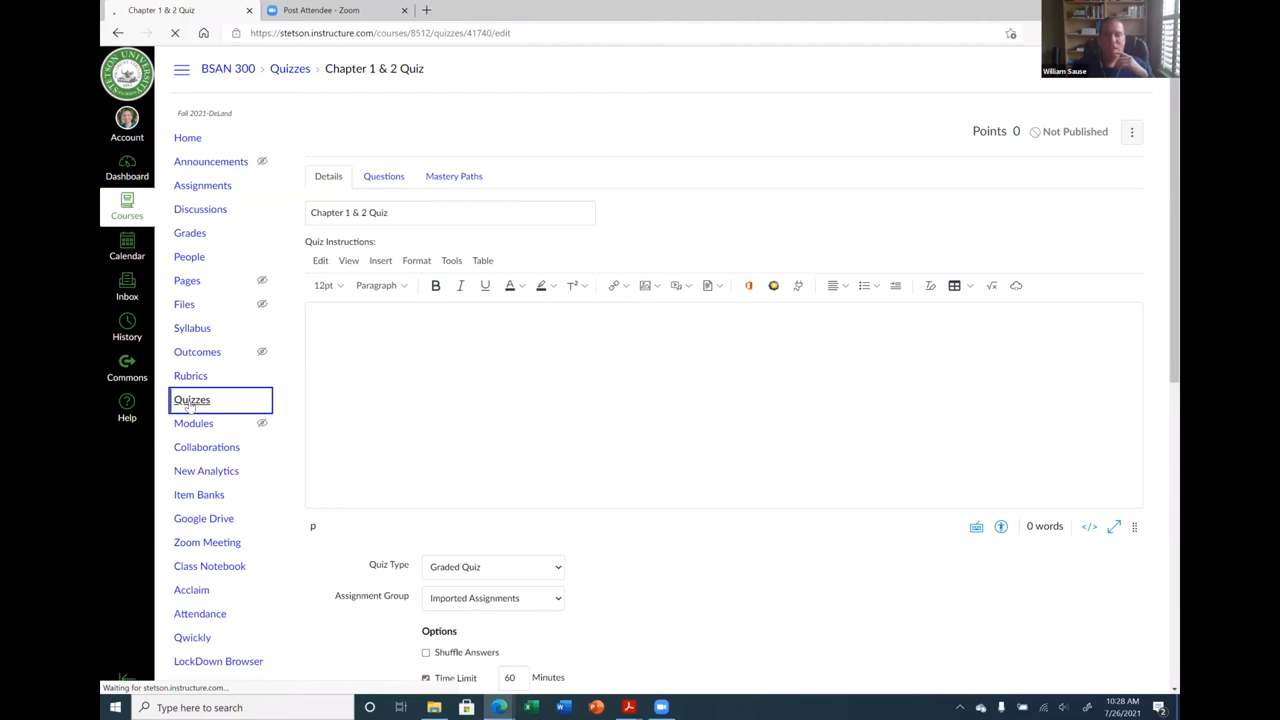 Chapter 1 & 2 Quiz
Post Attendee - Zoom
https://stetson.instructure.com/courses/8512/quizzes/41740/edit
William Sause
STETSON UNIVERSITY
BSAN 300 › Quizzes › Chapter 1 & 2 Quiz
Account
Dashboard
Courses
Calendar
Inbox
History
Commons
Help
Fall 2021-DeLand
Home
Announcements
Assignments
Discussions
Grades
People
Pages
Files
Syllabus
Outcomes
Rubrics
Quizzes
Modules
Collaborations
New Analytics
Item Banks
Google Drive
Zoom Meeting
Class Notebook
Acclaim
Attendance
Qwickly
LockDown Browser
Points 0 Not Published
Details Questions Mastery Paths
Chapter 1 & 2 Quiz
Quiz Instructions:
Edit View Insert Format Tools Table
12pt Paragraph B I U A T²
p
0 words </>
Quiz Type Graded Quiz
Assignment Group Imported Assignments
Options
Shuffle Answers
Time Limit 60 Minutes
Waiting for stetson.instructure.com...
Type here to search
10:28 AM
7/26/2021
2